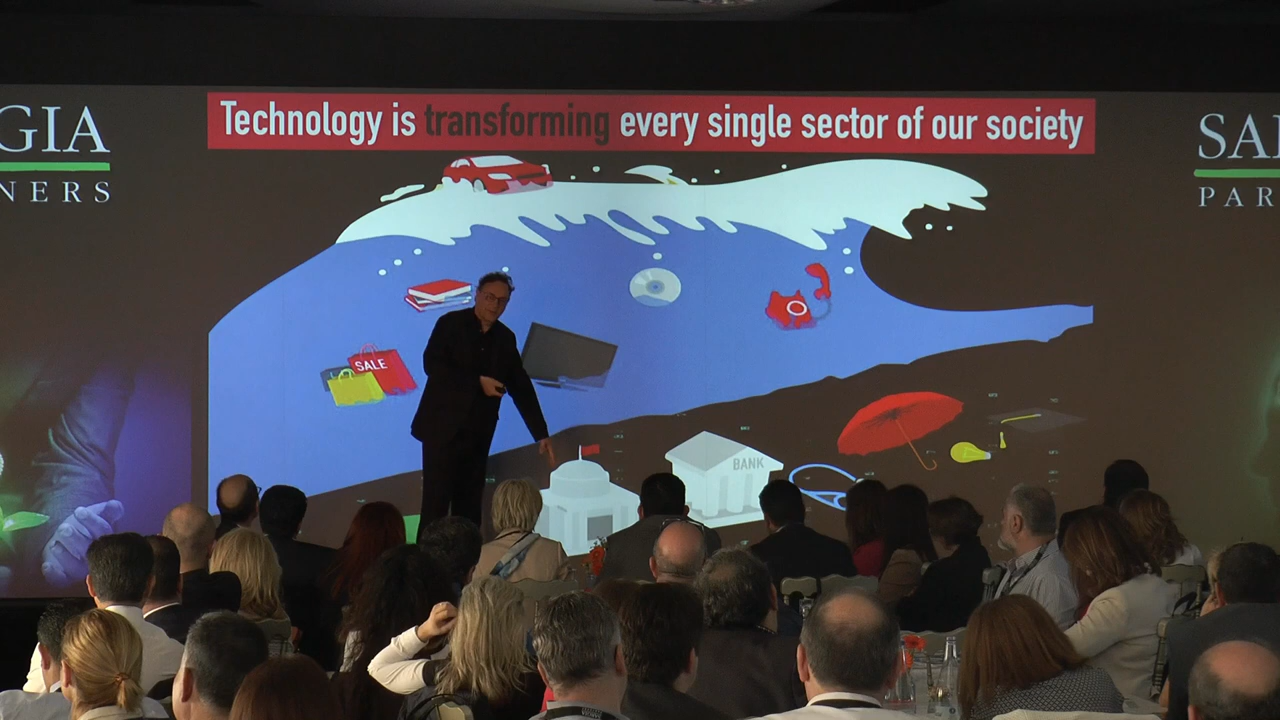 Technology is transforming every single sector of our society
GIA
NERS
SA
PAR
SALE
BANK